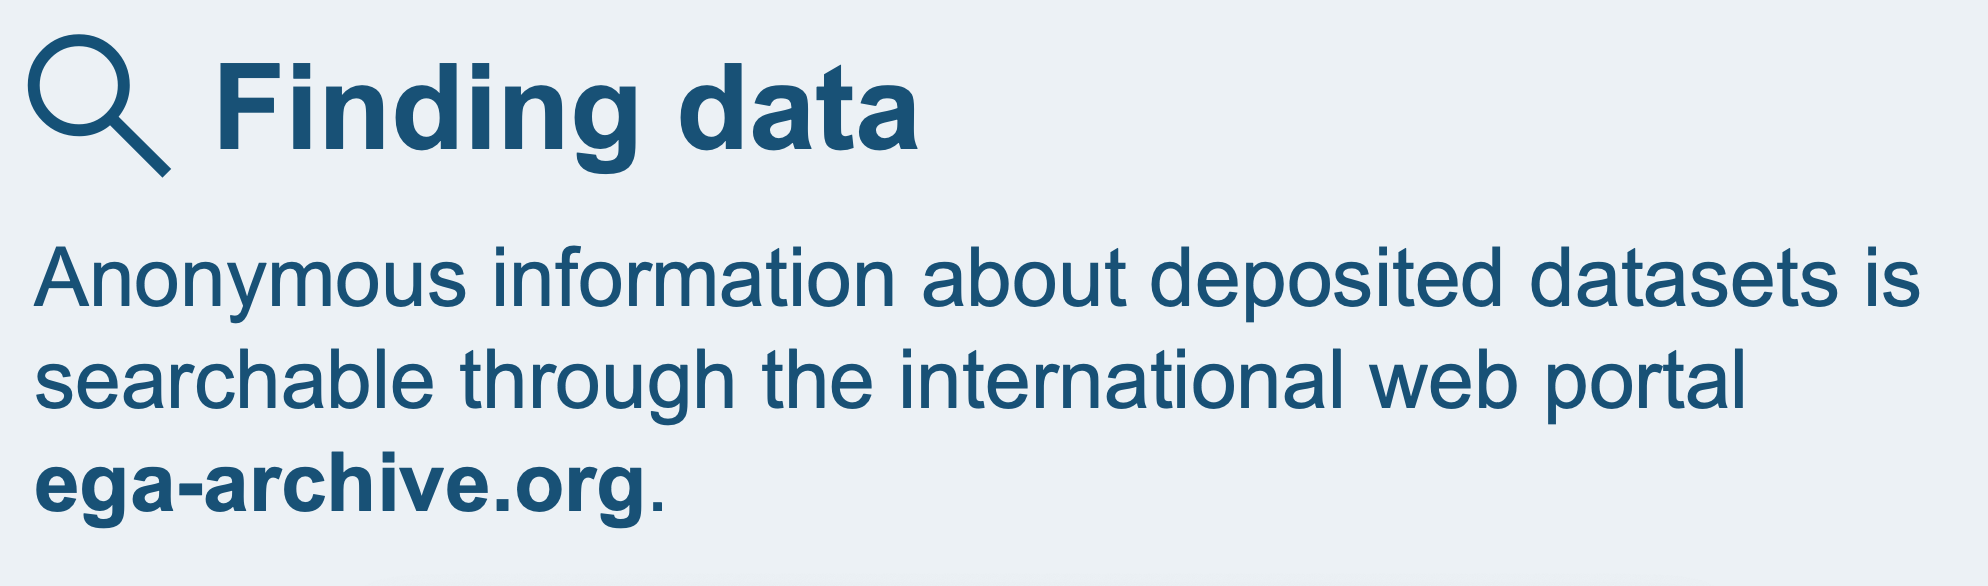 Finding data
Anonymous information about deposited datasets is
searchable through the international web portal
ega-archive.org.